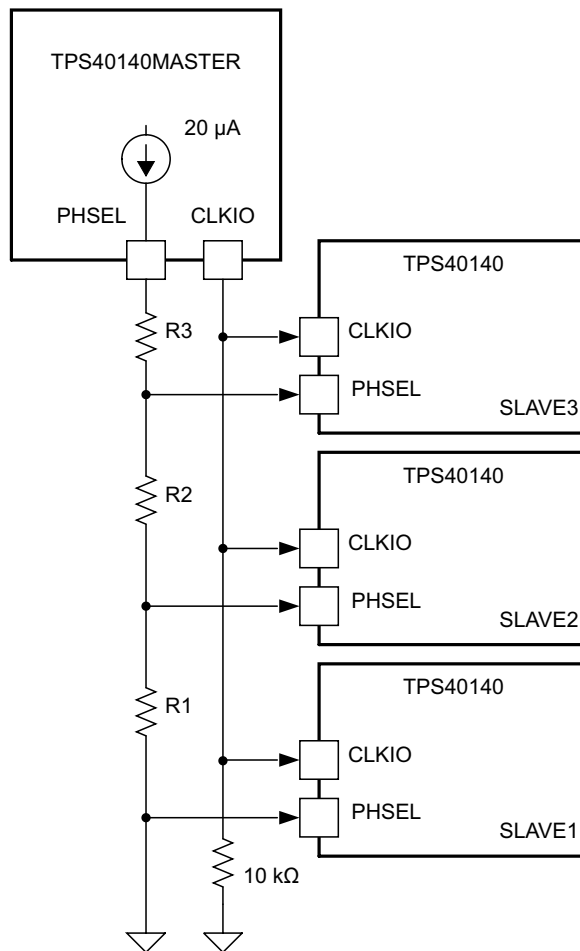 TPS40140MASTER
20 µA
PHSEL
CLKIO
R3
TPS40140
CLKIO
PHSEL
SLAVE3
R2
TPS40140
CLKIO
PHSEL
SLAVE2
R1
TPS40140
CLKIO
PHSEL
SLAVE1
10 kΩ